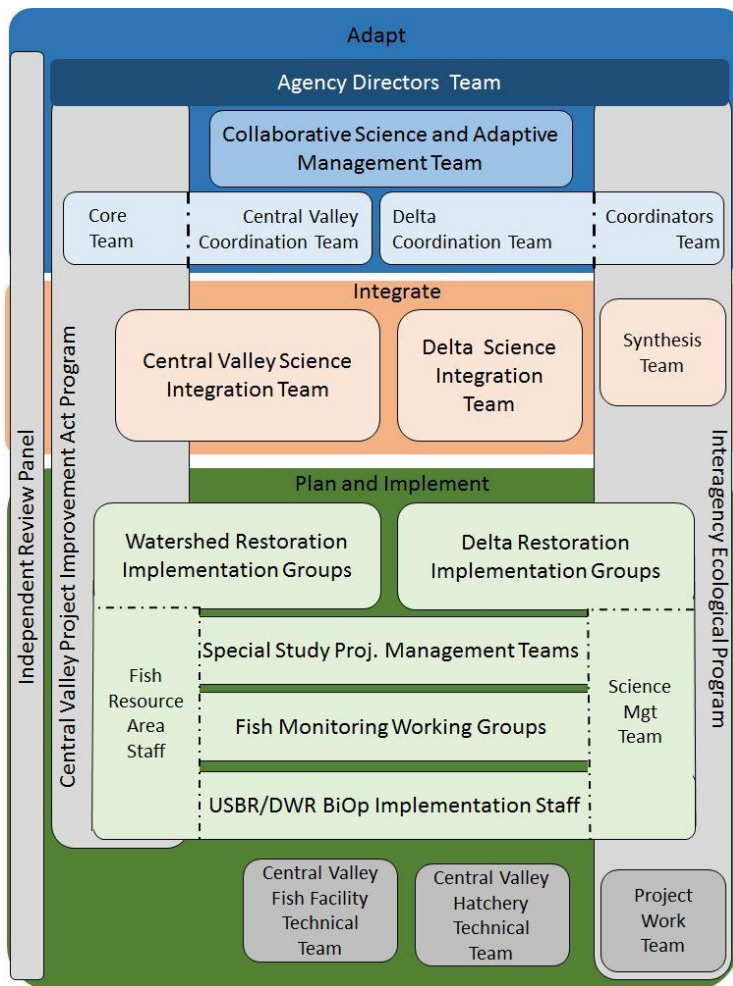 Adapt
Agency Directors Team
Collaborative Science and Adaptive
Management Team
Core
Team
Central Valley
Coordination Team
Delta
Coordination Team
Coordinators
Team
Integrate
Central Valley Science
Integration Team
Delta Science
Integration
Team
Synthesis
Team
Independent Review Panel
Central Valley Project Improvement Act Program
Interagency Ecological Program
Plan and Implement
Watershed Restoration
Implementation Groups
Delta Restoration
Implementation Groups
Special Study Proj. Management Teams
Fish
Resource
Area
Staff
Fish Monitoring Working Groups
Science
Mgt
Team
USBR/DWR BiOp Implementation Staff
Central Valley
Fish Facility
Technical
Team
Central Valley
Hatchery
Technical
Team
Project
Work
Team